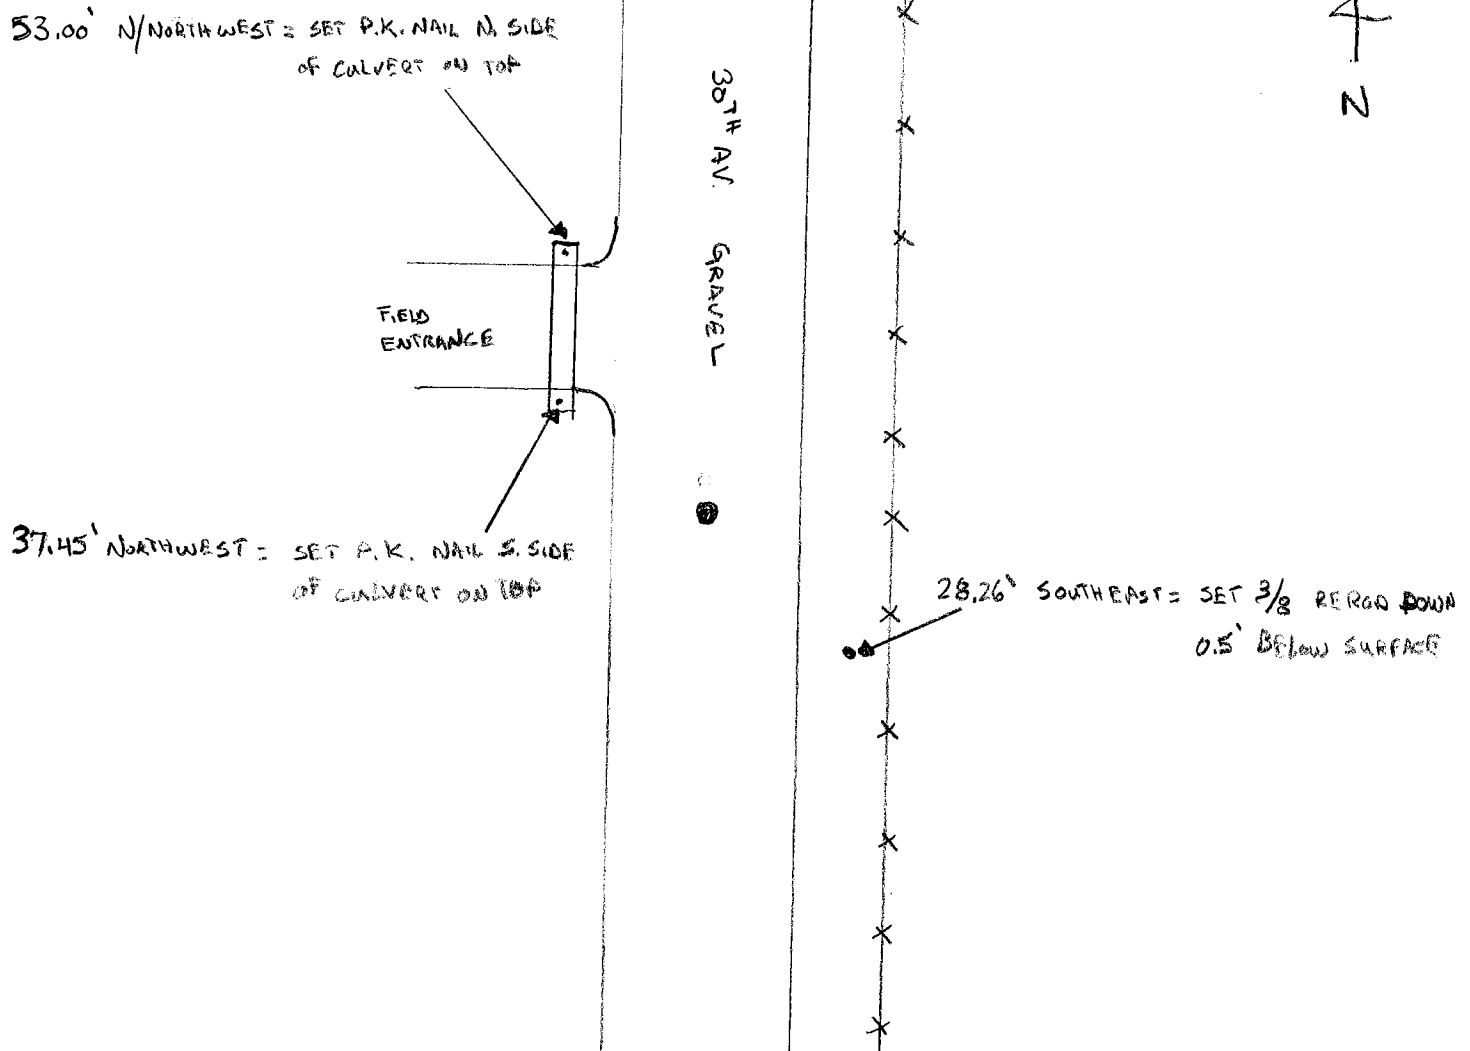 53.00' N/NORTHWEST = SET P.K. NAIL N. SIDE
OF CULVERT ON TOP
N
30TH AV. GRAVEL
FIELD
ENTRANCE
37.45' NORTHWEST = SET P.K. NAIL S. SIDE
OF CULVERT ON TOP
28.26' SOUTHEAST = SET 3/8 REROD DOWN
0.5' BELOW SURFACE